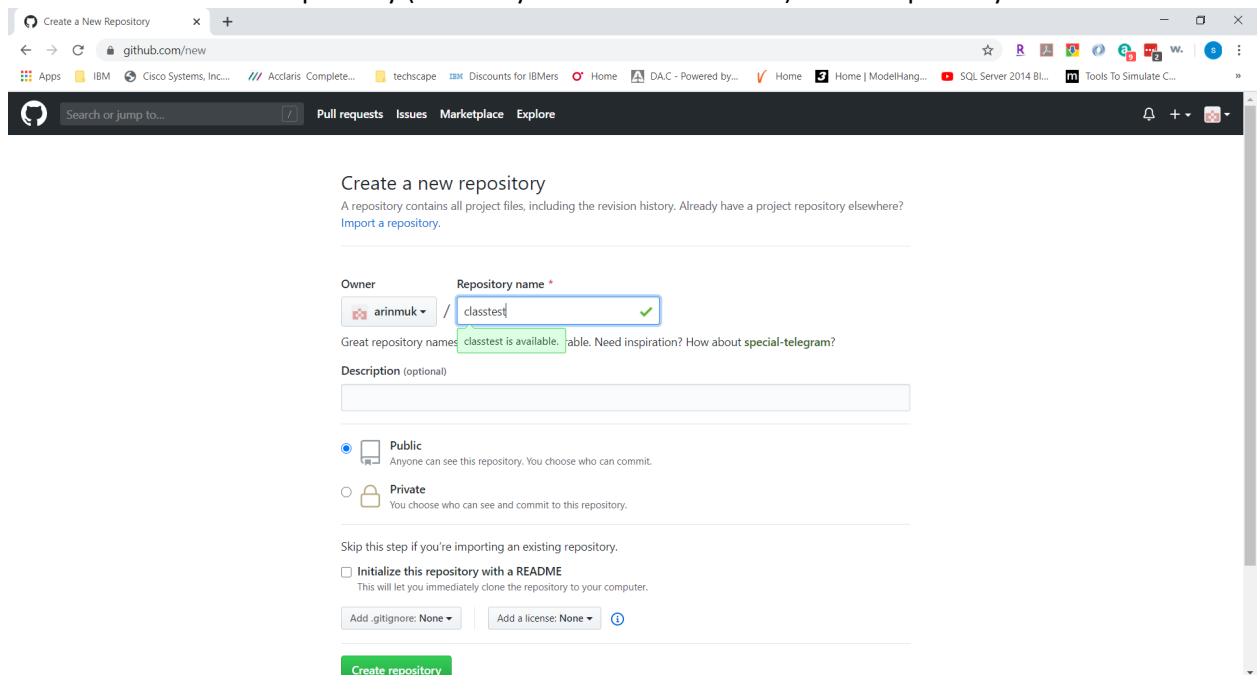 Create a New Repository
github.com/new
Apps IBM Cisco Systems, Inc... Acclaris Complete... techscape IBM Discounts for IBMers Home DA.C - Powered by... Home Home | ModelHang... SQL Server 2014 Bl... Tools To Simulate C... »
Search or jump to... / Pull requests Issues Marketplace Explore
Create a new repository
A repository contains all project files, including the revision history. Already have a project repository elsewhere?
Import a repository.
Owner Repository name *
arinmuk / classtest
Great repository names classtest is available. rable. Need inspiration? How about special-telegram?
Description (optional)
Public
Anyone can see this repository. You choose who can commit.
Private
You choose who can see and commit to this repository.
Skip this step if you're importing an existing repository.
Initialize this repository with a README
This will let you immediately clone the repository to your computer.
Add .gitignore: None Add a license: None
Create repository